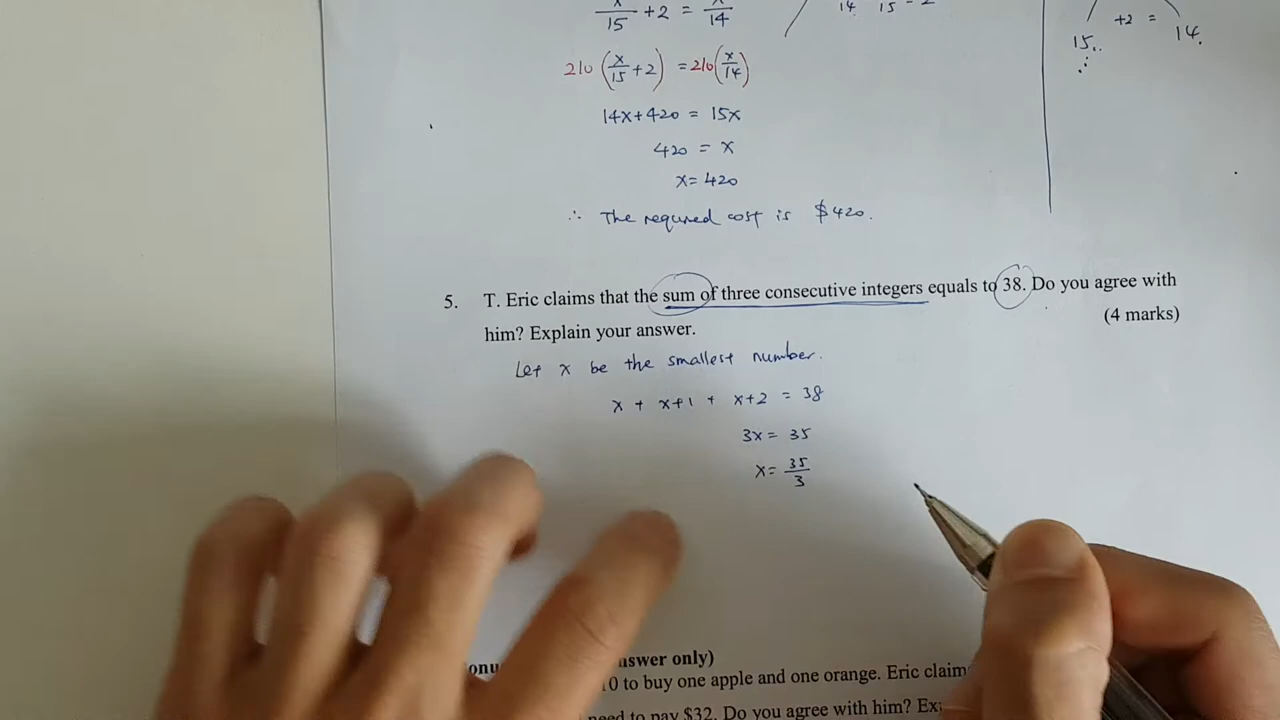 x/15 +2 = x/14
14 15 - 2
+2 =
15 14
210 (x/15 +2) = 210 (x/14)
14x+420 = 15x
420 = x
x= 420
∴ The required cost is $420.
5. T. Eric claims that the sum of three consecutive integers equals to 38. Do you agree with
him? Explain your answer.
(4 marks)
Let x be the smallest number.
x + x+1 + x+2 = 38
3x = 35
x= 35/3
nswer only)
0 to buy one apple and one orange. Eric claim
need to pay $32. Do you agree with him?